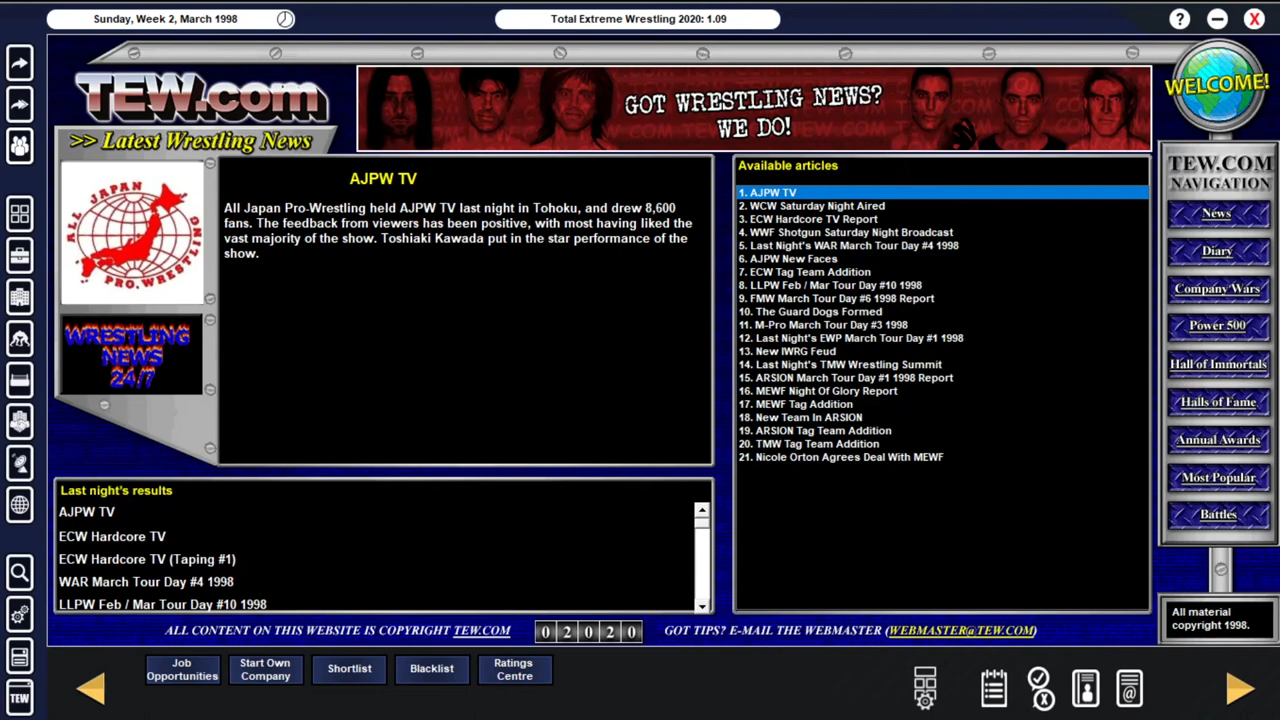 Sunday, Week 2, March 1998
Total Extreme Wrestling 2020: 1.09
?
X
TEW.com
>> Latest Wrestling News
GOT WRESTLING NEWS?
WE DO!
WELCOME!
ALL JAPAN
PRO.WRESTLING
WRESTLING
NEWS
24/7
AJPW TV
All Japan Pro-Wrestling held AJPW TV last night in Tohoku, and drew 8,600
fans. The feedback from viewers has been positive, with most having liked the
vast majority of the show. Toshiaki Kawada put in the star performance of the
show.
Available articles
1. AJPW TV
2. WCW Saturday Night Aired
3. ECW Hardcore TV Report
4. WWF Shotgun Saturday Night Broadcast
5. Last Night's WAR March Tour Day #4 1998
6. AJPW New Faces
7. ECW Tag Team Addition
8. LLPW Feb / Mar Tour Day #10 1998
9. FMW March Tour Day #6 1998 Report
10. The Guard Dogs Formed
11. M-Pro March Tour Day #3 1998
12. Last Night's EWP March Tour Day #1 1998
13. New IWRG Feud
14. Last Night's TMW Wrestling Summit
15. ARSION March Tour Day #1 1998 Report
16. MEWF Night Of Glory Report
17. MEWF Tag Addition
18. New Team In ARSION
19. ARSION Tag Team Addition
20. TMW Tag Team Addition
21. Nicole Orton Agrees Deal With MEWF
TEW.COM
NAVIGATION
News
Diary
Company Wars
Power 500
Hall of Immortals
Halls of Fame
Annual Awards
Most Popular
Battles
Last night's results
AJPW TV
ECW Hardcore TV
ECW Hardcore TV (Taping #1)
WAR March Tour Day #4 1998
LLPW Feb / Mar Tour Day #10 1998
All material
copyright 1998.
ALL CONTENT ON THIS WEBSITE IS COPYRIGHT TEW.COM
0 2 0 2 0
GOT TIPS? E-MAIL THE WEBMASTER (WEBMASTER@TEW.COM)
TEW
Job
Opportunities
Start Own
Company
Shortlist
Blacklist
Ratings
Centre